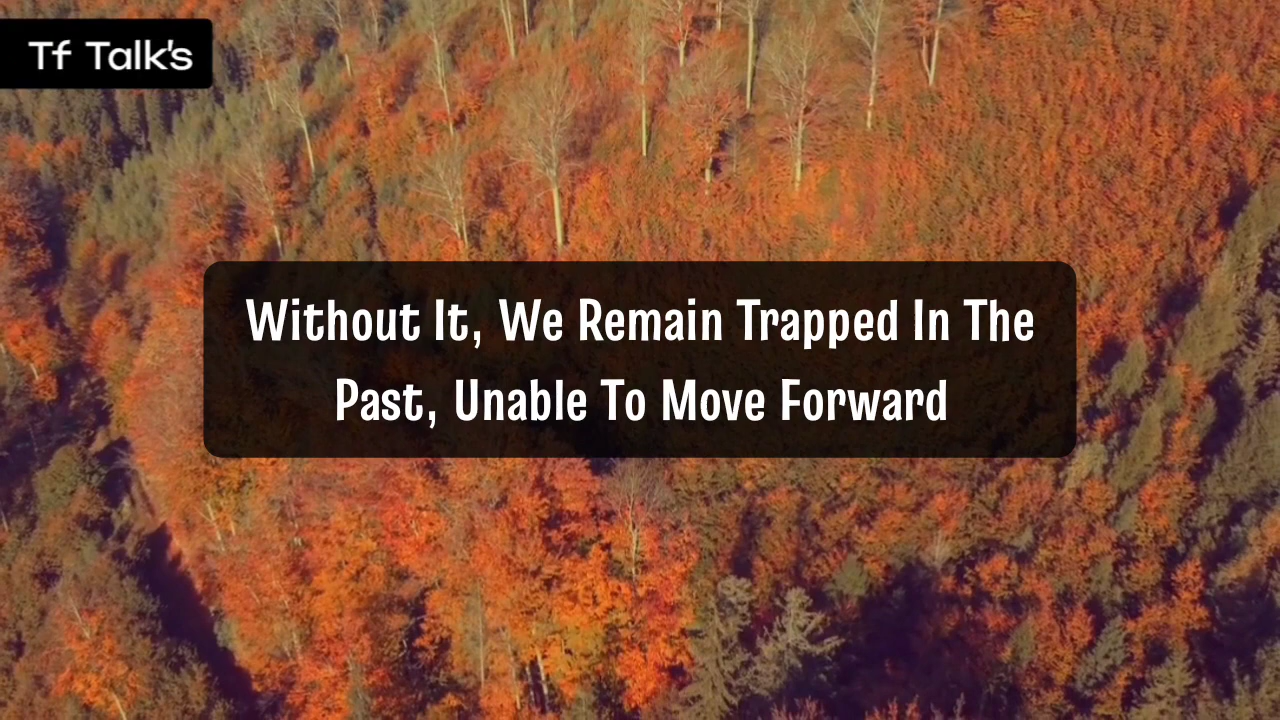 Tf Talk's
Without It, We Remain Trapped In The
Past, Unable To Move Forward